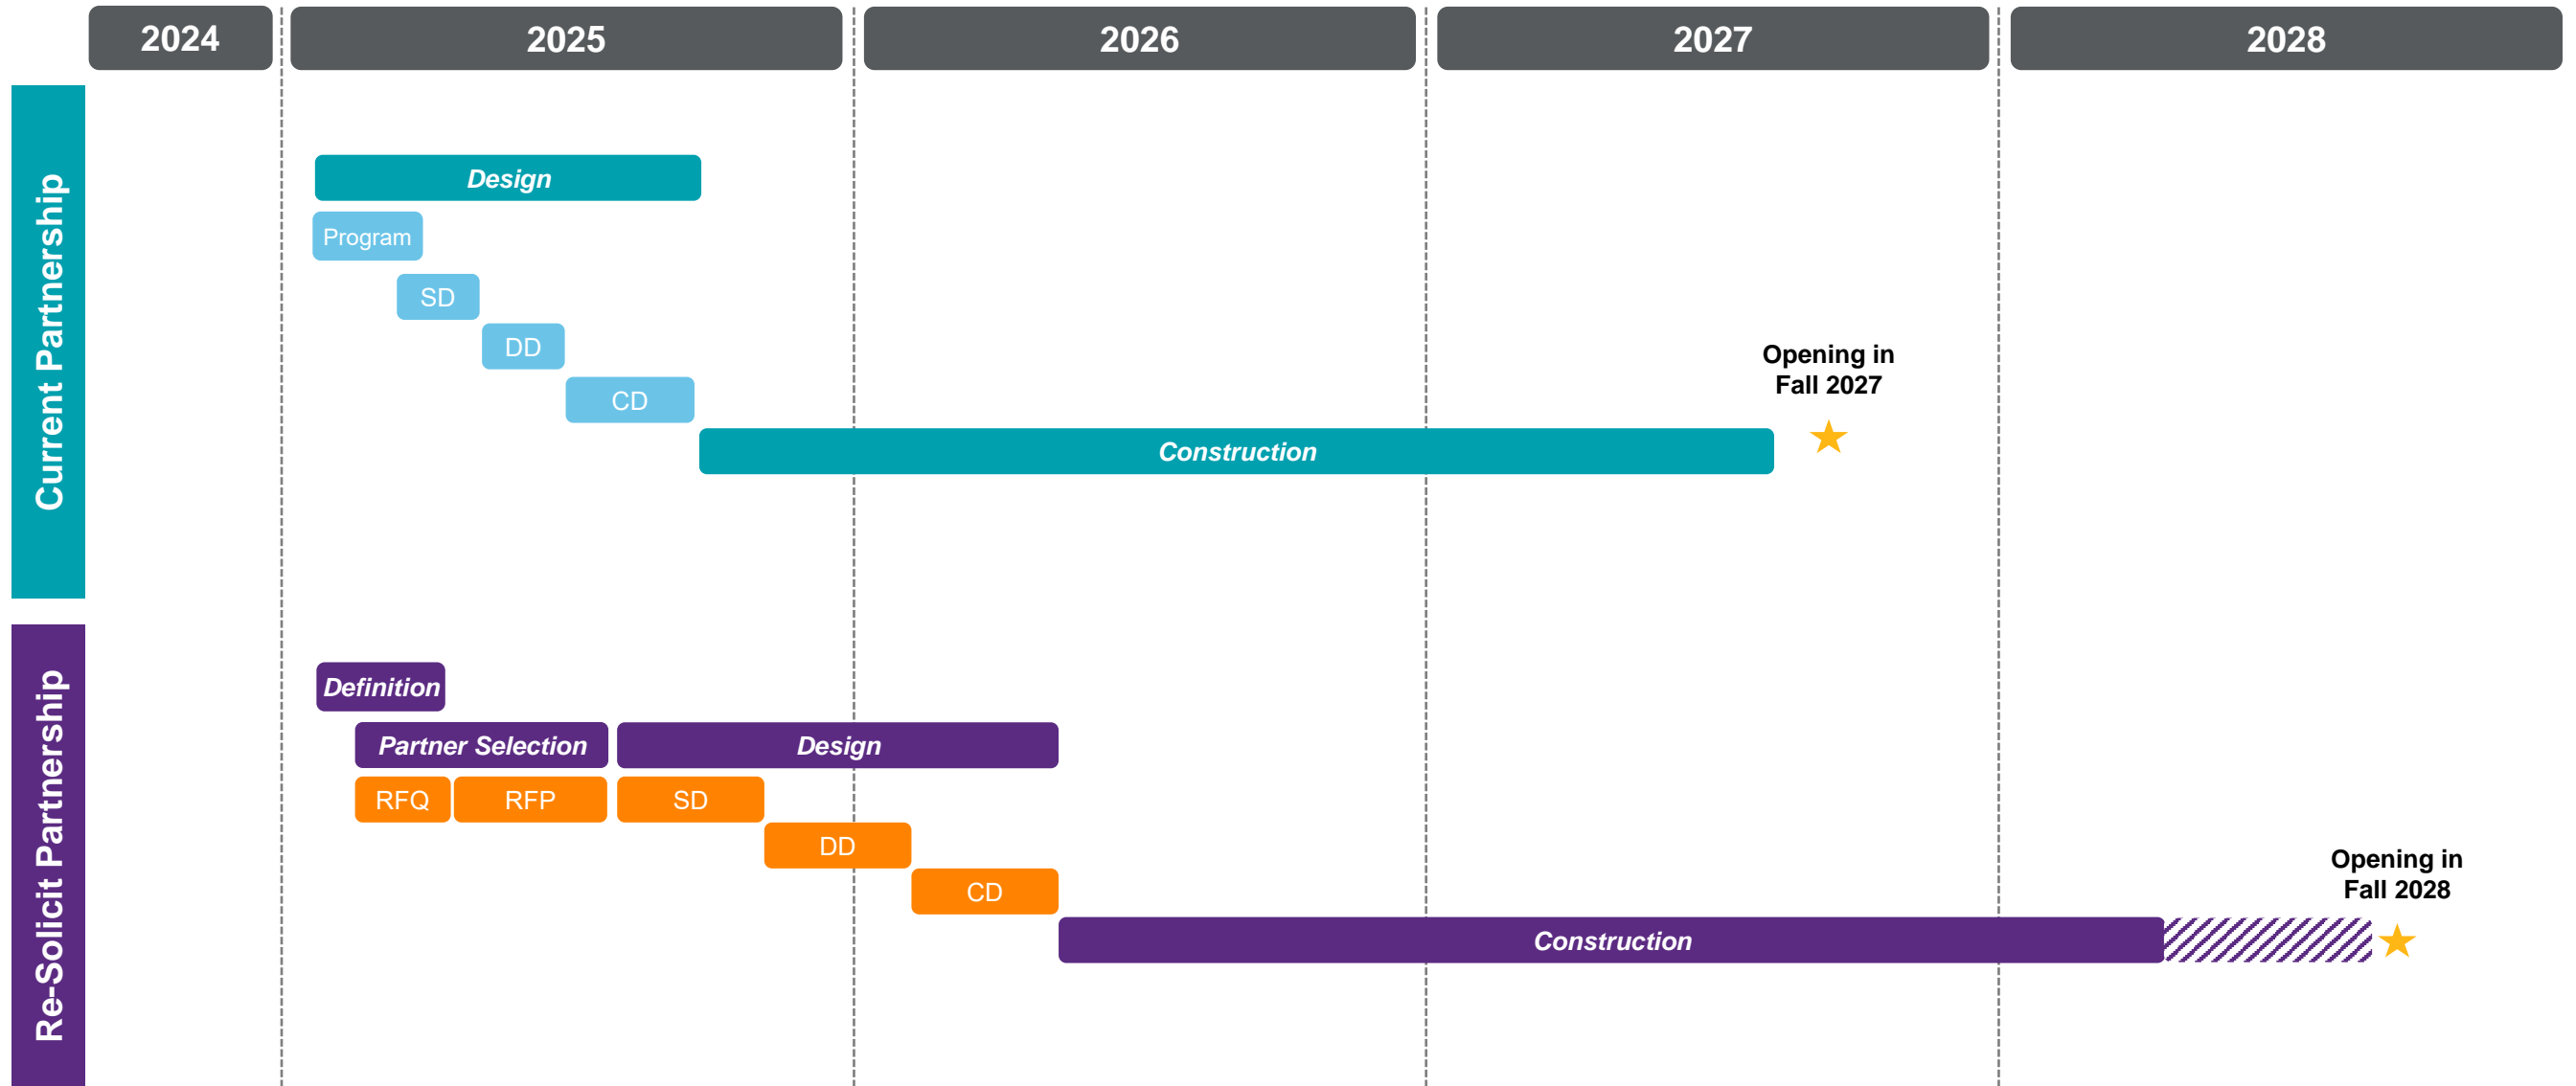 2024
2025
2026
2027
2028
Current Partnership
Design
Program
SD
DD
CD
Construction
Opening in
Fall 2027
Re-Solicit Partnership
Definition
Partner Selection
Design
RFQ
RFP
SD
DD
CD
Construction
Opening in
Fall 2028